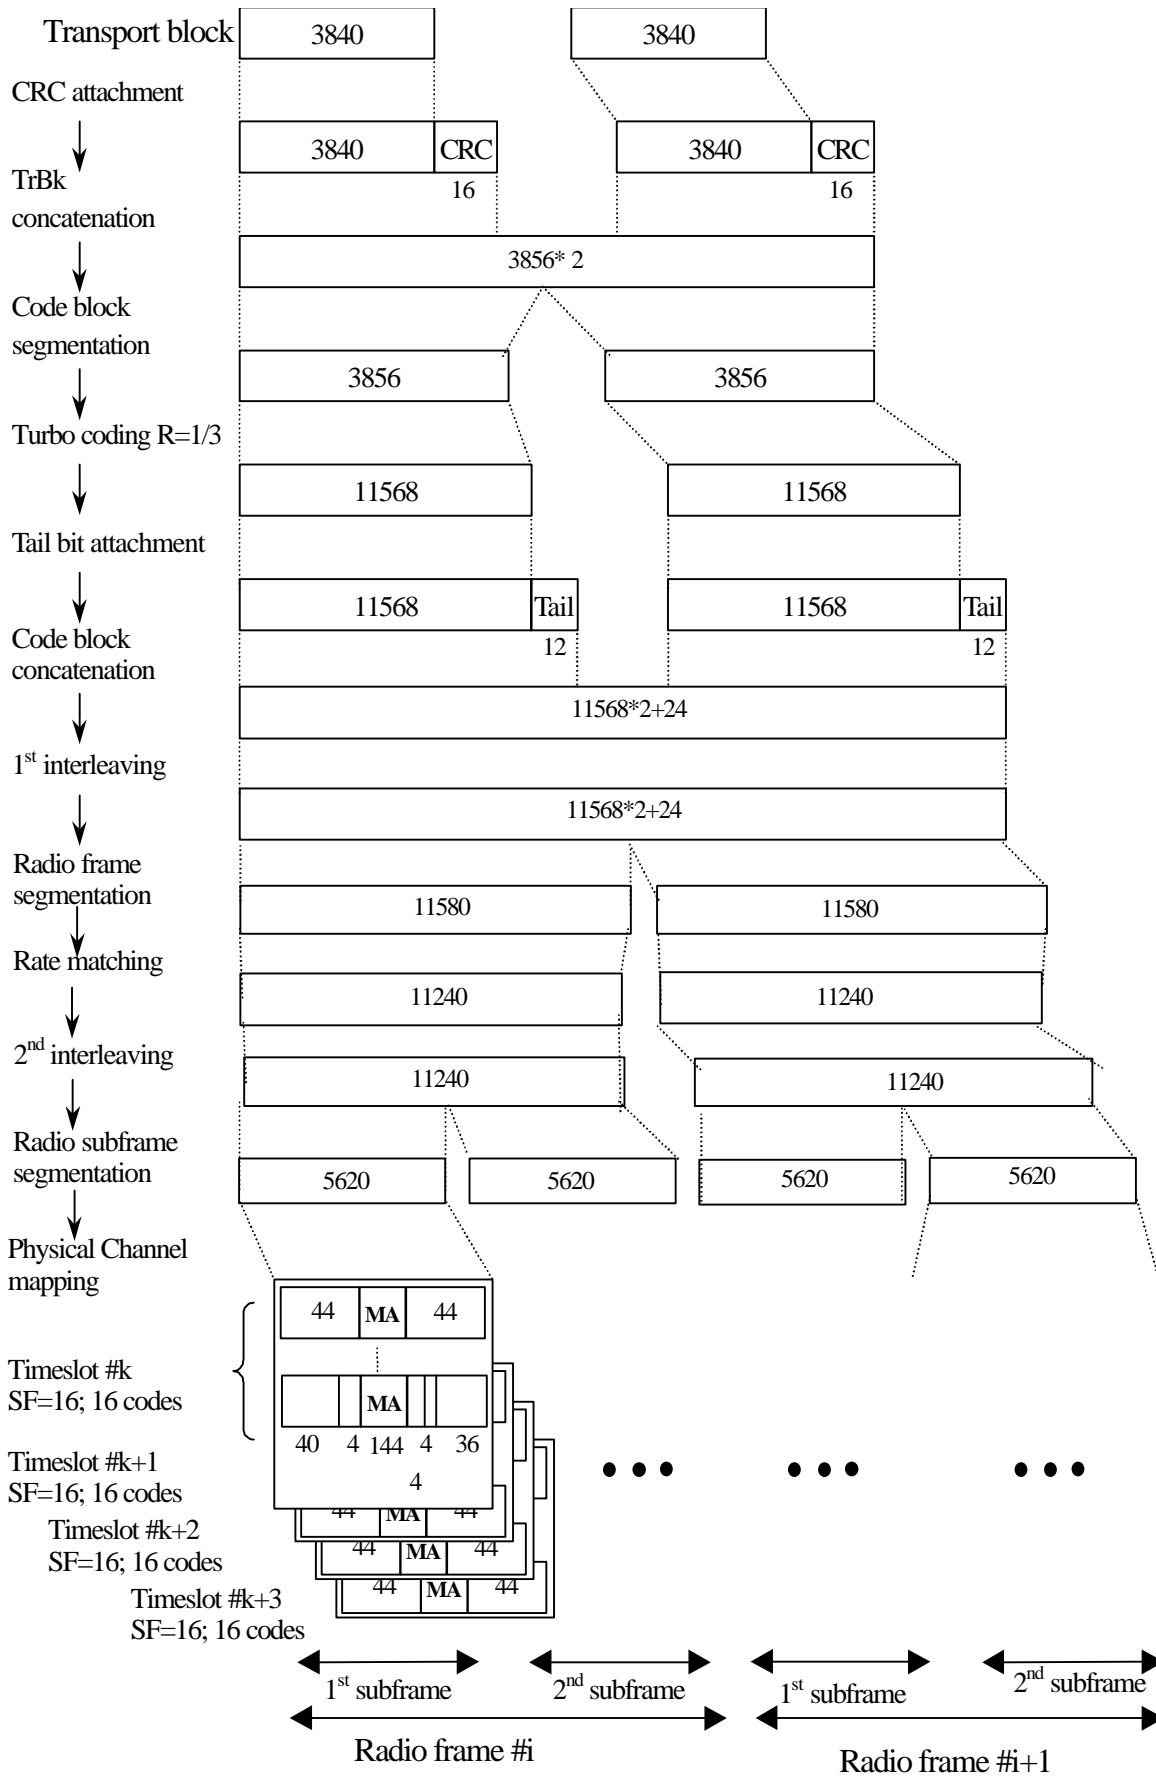 Transport block
3840
3840
CRC attachment
3840
CRC
3840
CRC
16
16
TrBk
concatenation
3856* 2
Code block
segmentation
3856
3856
Turbo coding R=1/3
11568
11568
Tail bit attachment
11568
Tail
11568
Tail
12
12
Code block
concatenation
11568*2+24
1st interleaving
11568*2+24
Radio frame
segmentation
11580
11580
Rate matching
11240
11240
2nd interleaving
11240
11240
Radio subframe
segmentation
5620
5620
5620
5620
Physical Channel
mapping
44
MA
44
Timeslot #k
SF=16; 16 codes
MA
40
4
144
4
36
4
Timeslot #k+1
SF=16; 16 codes
44
MA
44
Timeslot #k+2
SF=16; 16 codes
44
MA
44
Timeslot #k+3
SF=16; 16 codes
44
MA
44
1st subframe
2nd subframe
1st subframe
2nd subframe
Radio frame #i
Radio frame #i+1